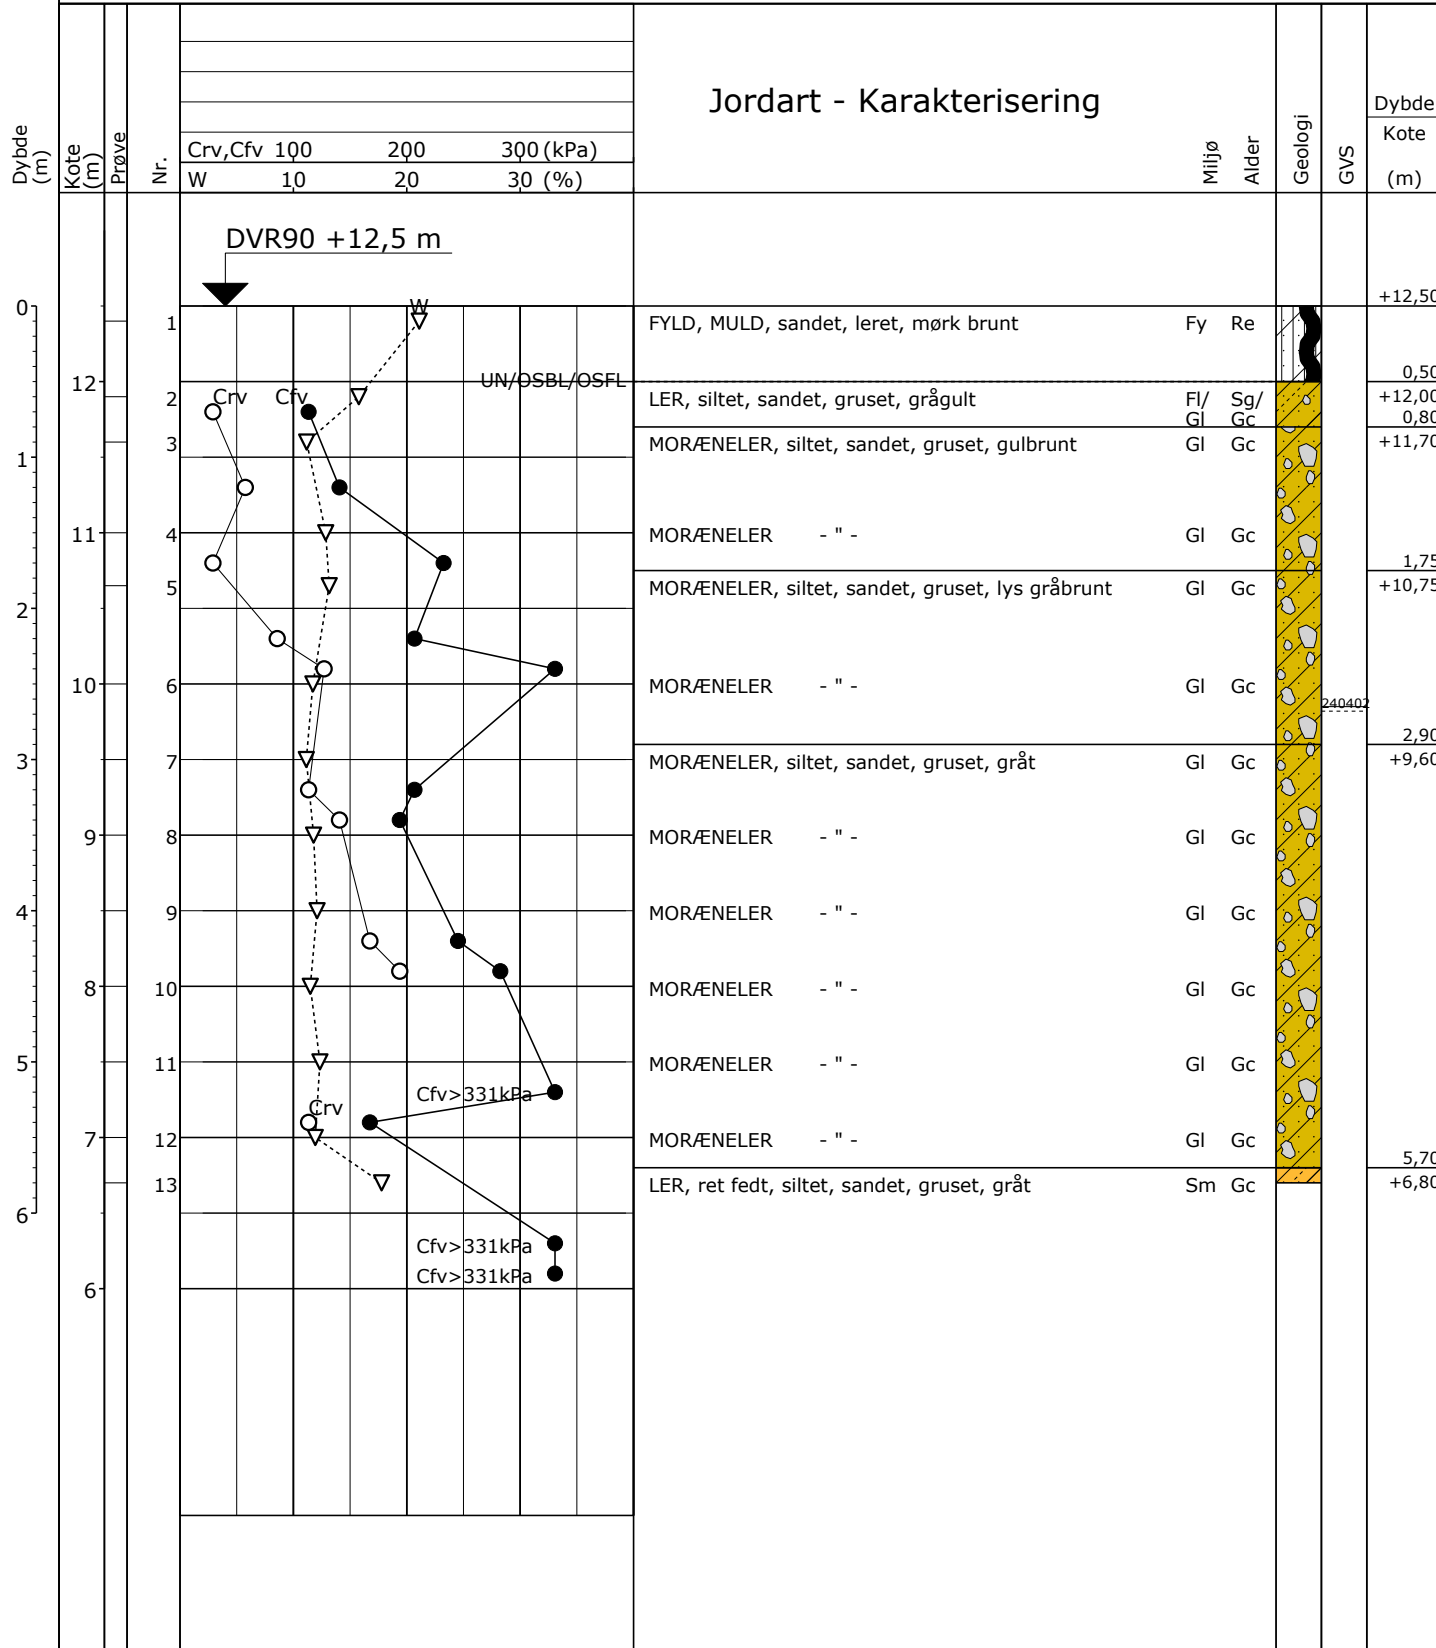 Jordart - Karakterisering
Dybde (m)
Kote (m)
Prøve
Nr.
Crv,Cfv 100 200 300 (kPa)
W 10 20 30 (%)
Miljø
Alder
Geologi
GVS
Dybde
Kote
(m)
DVR90 +12,5 m
W
0 +12,50
1 FYLD, MULD, sandet, leret, mørk brunt Fy Re
12 UN/OSBL/OSFL 0,50
Crv Cfv
2 LER, siltet, sandet, gruset, grågult Fl/ Sg/ +12,00
Gl Gc 0,80
3 MORÆNELER, siltet, sandet, gruset, gulbrunt Gl Gc +11,70
1
11 4 MORÆNELER - " - Gl Gc
1,75
5 MORÆNELER, siltet, sandet, gruset, lys gråbrunt Gl Gc +10,75
2
10 6 MORÆNELER - " - Gl Gc
240402
2,90
3 7 MORÆNELER, siltet, sandet, gruset, gråt Gl Gc +9,60
9 8 MORÆNELER - " - Gl Gc
4 9 MORÆNELER - " - Gl Gc
8 10 MORÆNELER - " - Gl Gc
5 11 MORÆNELER - " - Gl Gc
Cfv>331kPa
Crv
7 12 MORÆNELER - " - Gl Gc
5,70
13 LER, ret fedt, siltet, sandet, gruset, gråt Sm Gc +6,80
6
Cfv>331kPa
Cfv>331kPa
6